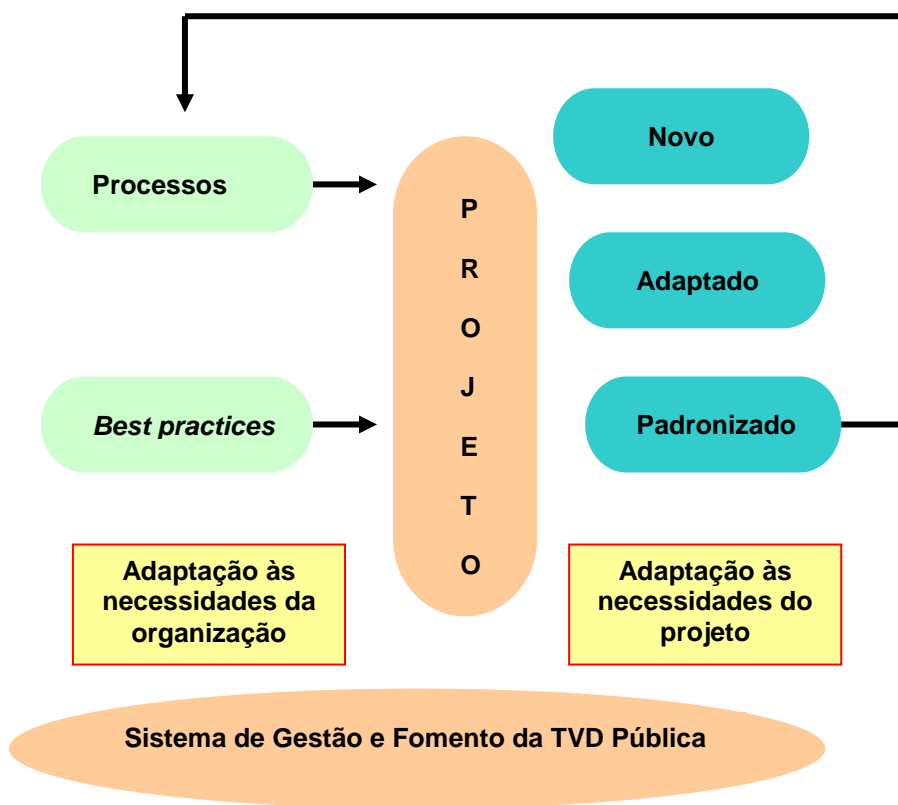 Novo
Processos
P
R
O
J
E
T
O
Adaptado
Best practices
Padronizado
Adaptação às
necessidades da
organização
Adaptação às
necessidades do
projeto
Sistema de Gestão e Fomento da TVD Pública